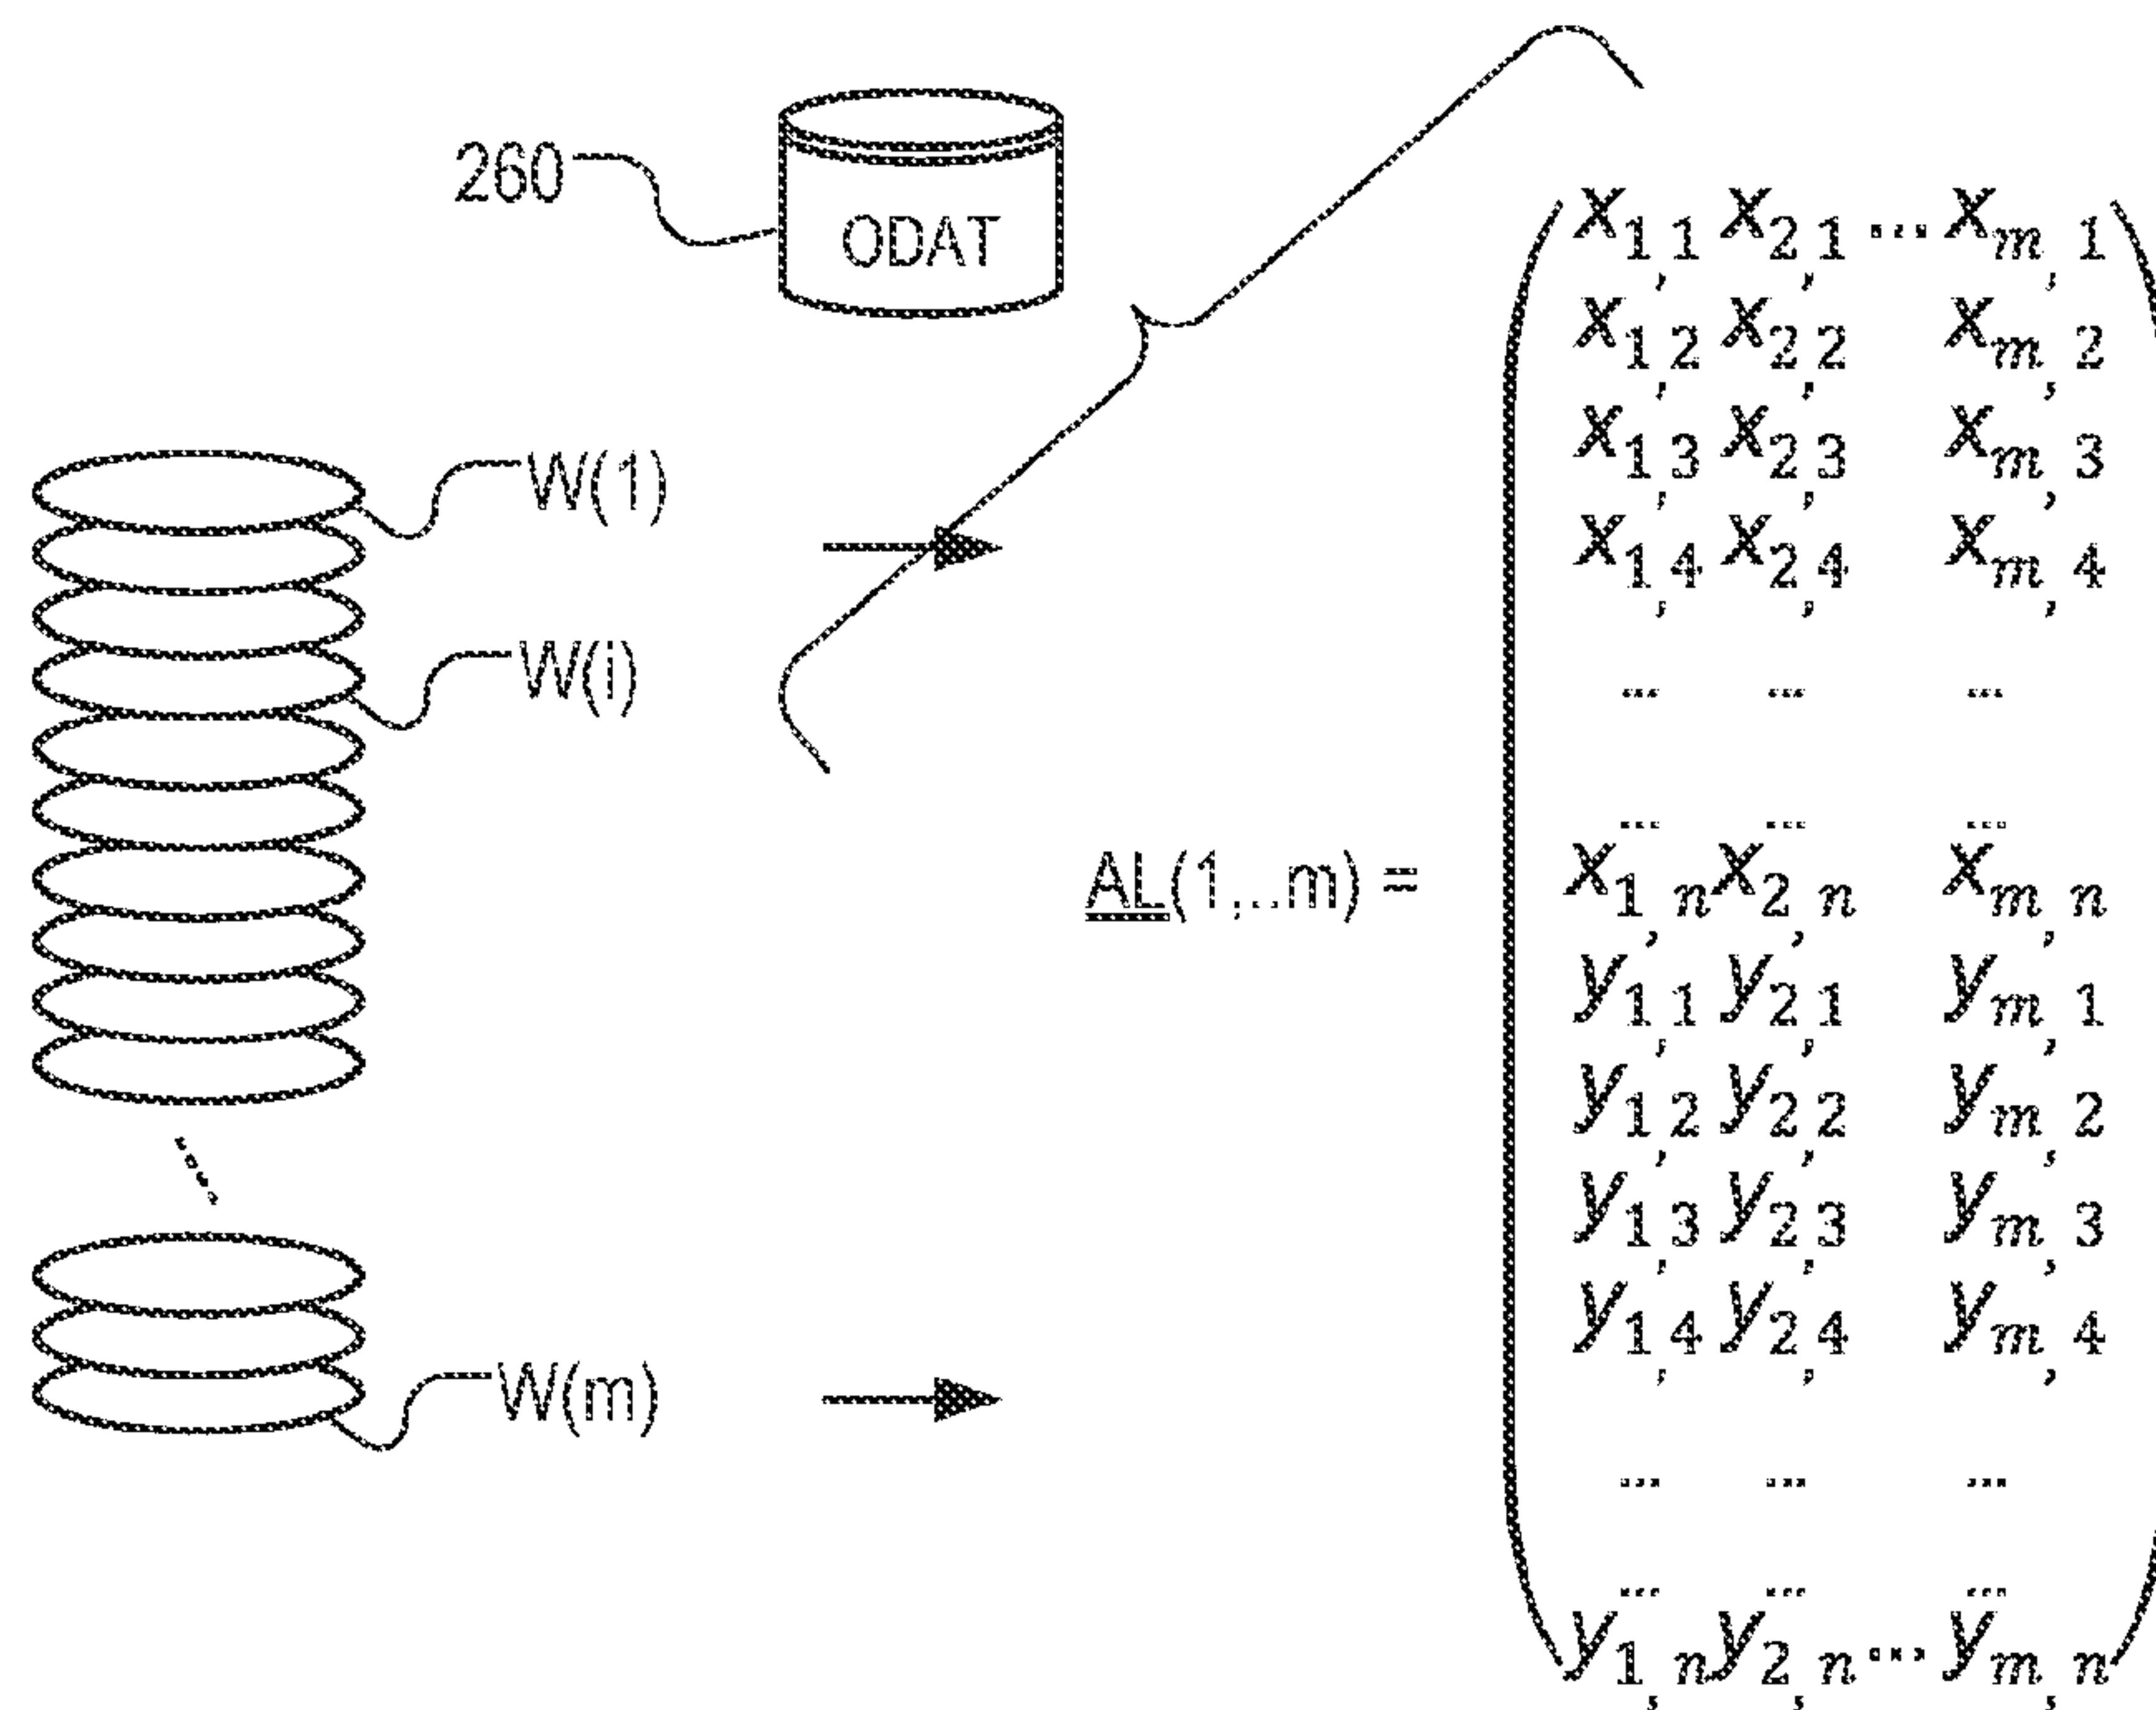 260
ODAT
W(1)
W(i)
W(m)
AL(1,..m) =
x1,1 x2,1 ... xm,1
x1,2 x2,2 xm,2
x1,3 x2,3 xm,3
x1,4 x2,4 xm,4
... ... ...
... ... ...
x1,n x2,n xm,n
y1,1 y2,1 ym,1
y1,2 y2,2 ym,2
y1,3 y2,3 ym,3
y1,4 y2,4 ym,4
... ... ...
... ... ...
y1,n y2,n ... ym,n